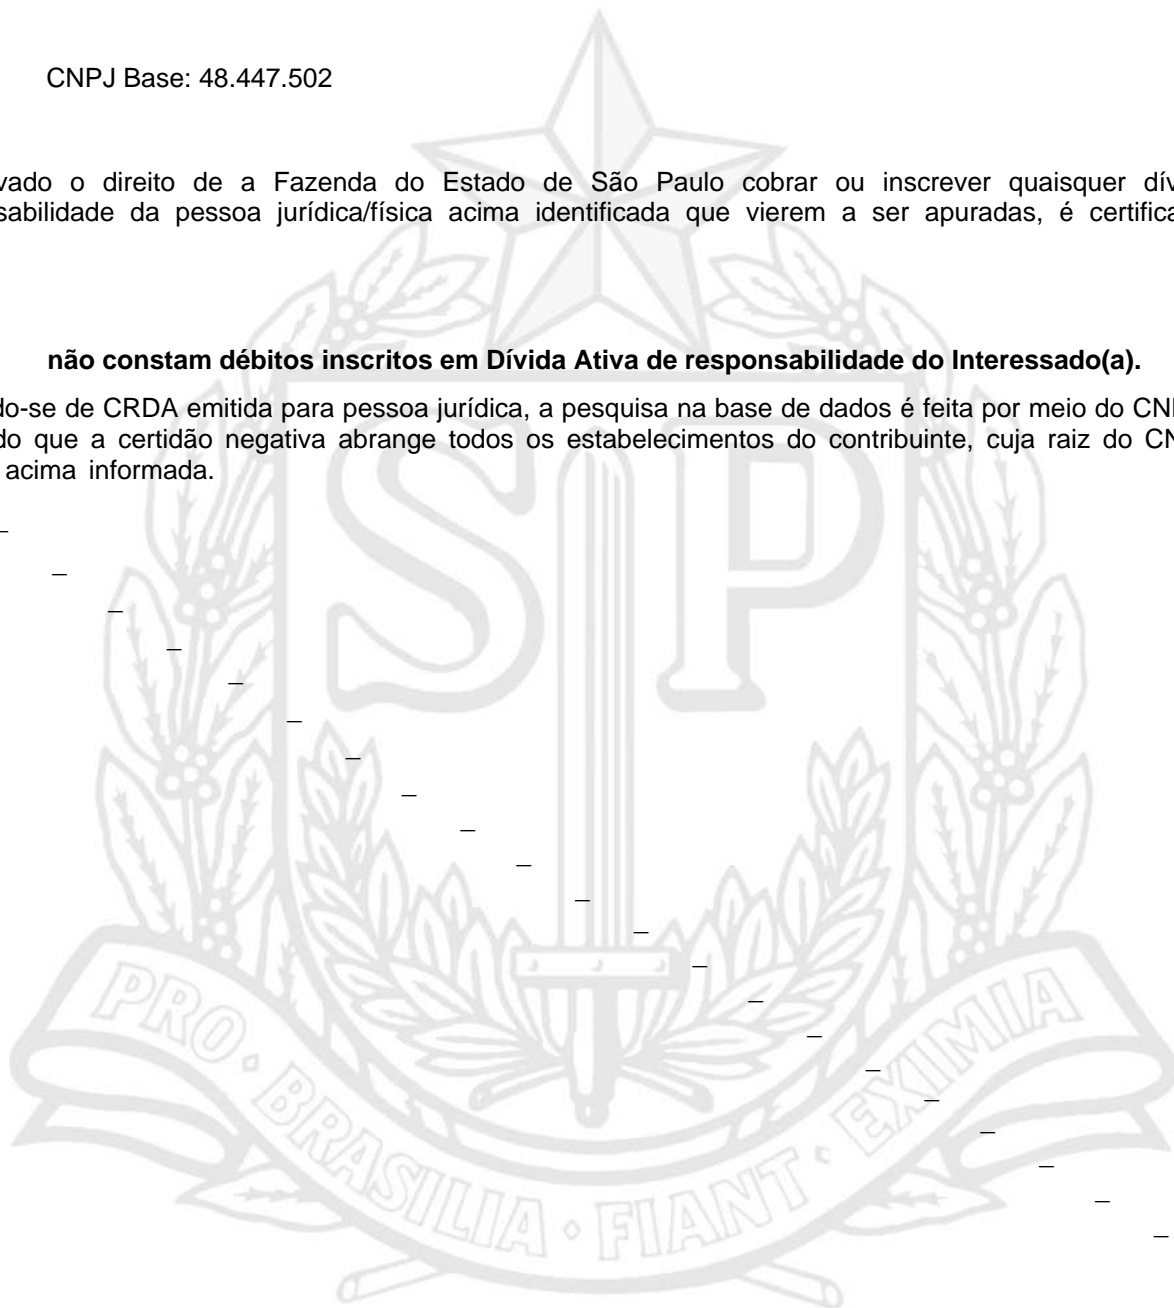 CNPJ Base: 48.447.502
vado o direito de a Fazenda do Estado de São Paulo cobrar ou inscrever quaisquer dív
sabilidade da pessoa jurídica/física acima identificada que vierem a ser apuradas, é certifica
não constam débitos inscritos em Dívida Ativa de responsabilidade do Interessado(a).
do-se de CRDA emitida para pessoa jurídica, a pesquisa na base de dados é feita por meio do CN
do que a certidão negativa abrange todos os estabelecimentos do contribuinte, cuja raiz do CN
acima informada.
SP
PRO • BRASILIA • FIANT • EXIMIA